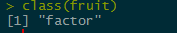 > class(fruit)
[1] "factor"